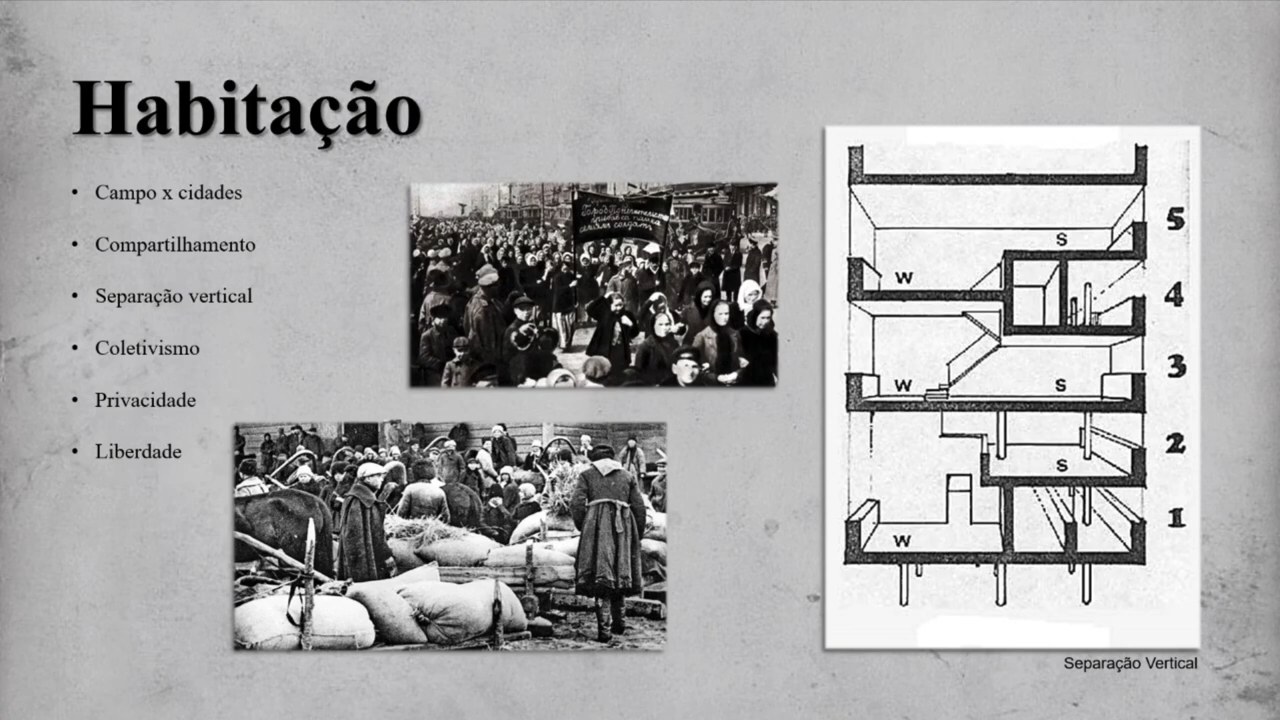 Habitação
• Campo x cidades
• Compartilhamento
• Separação vertical
• Coletivismo
• Privacidade
• Liberdade
5
S
W
4
3
W
S
2
S
1
W
Separação Vertical